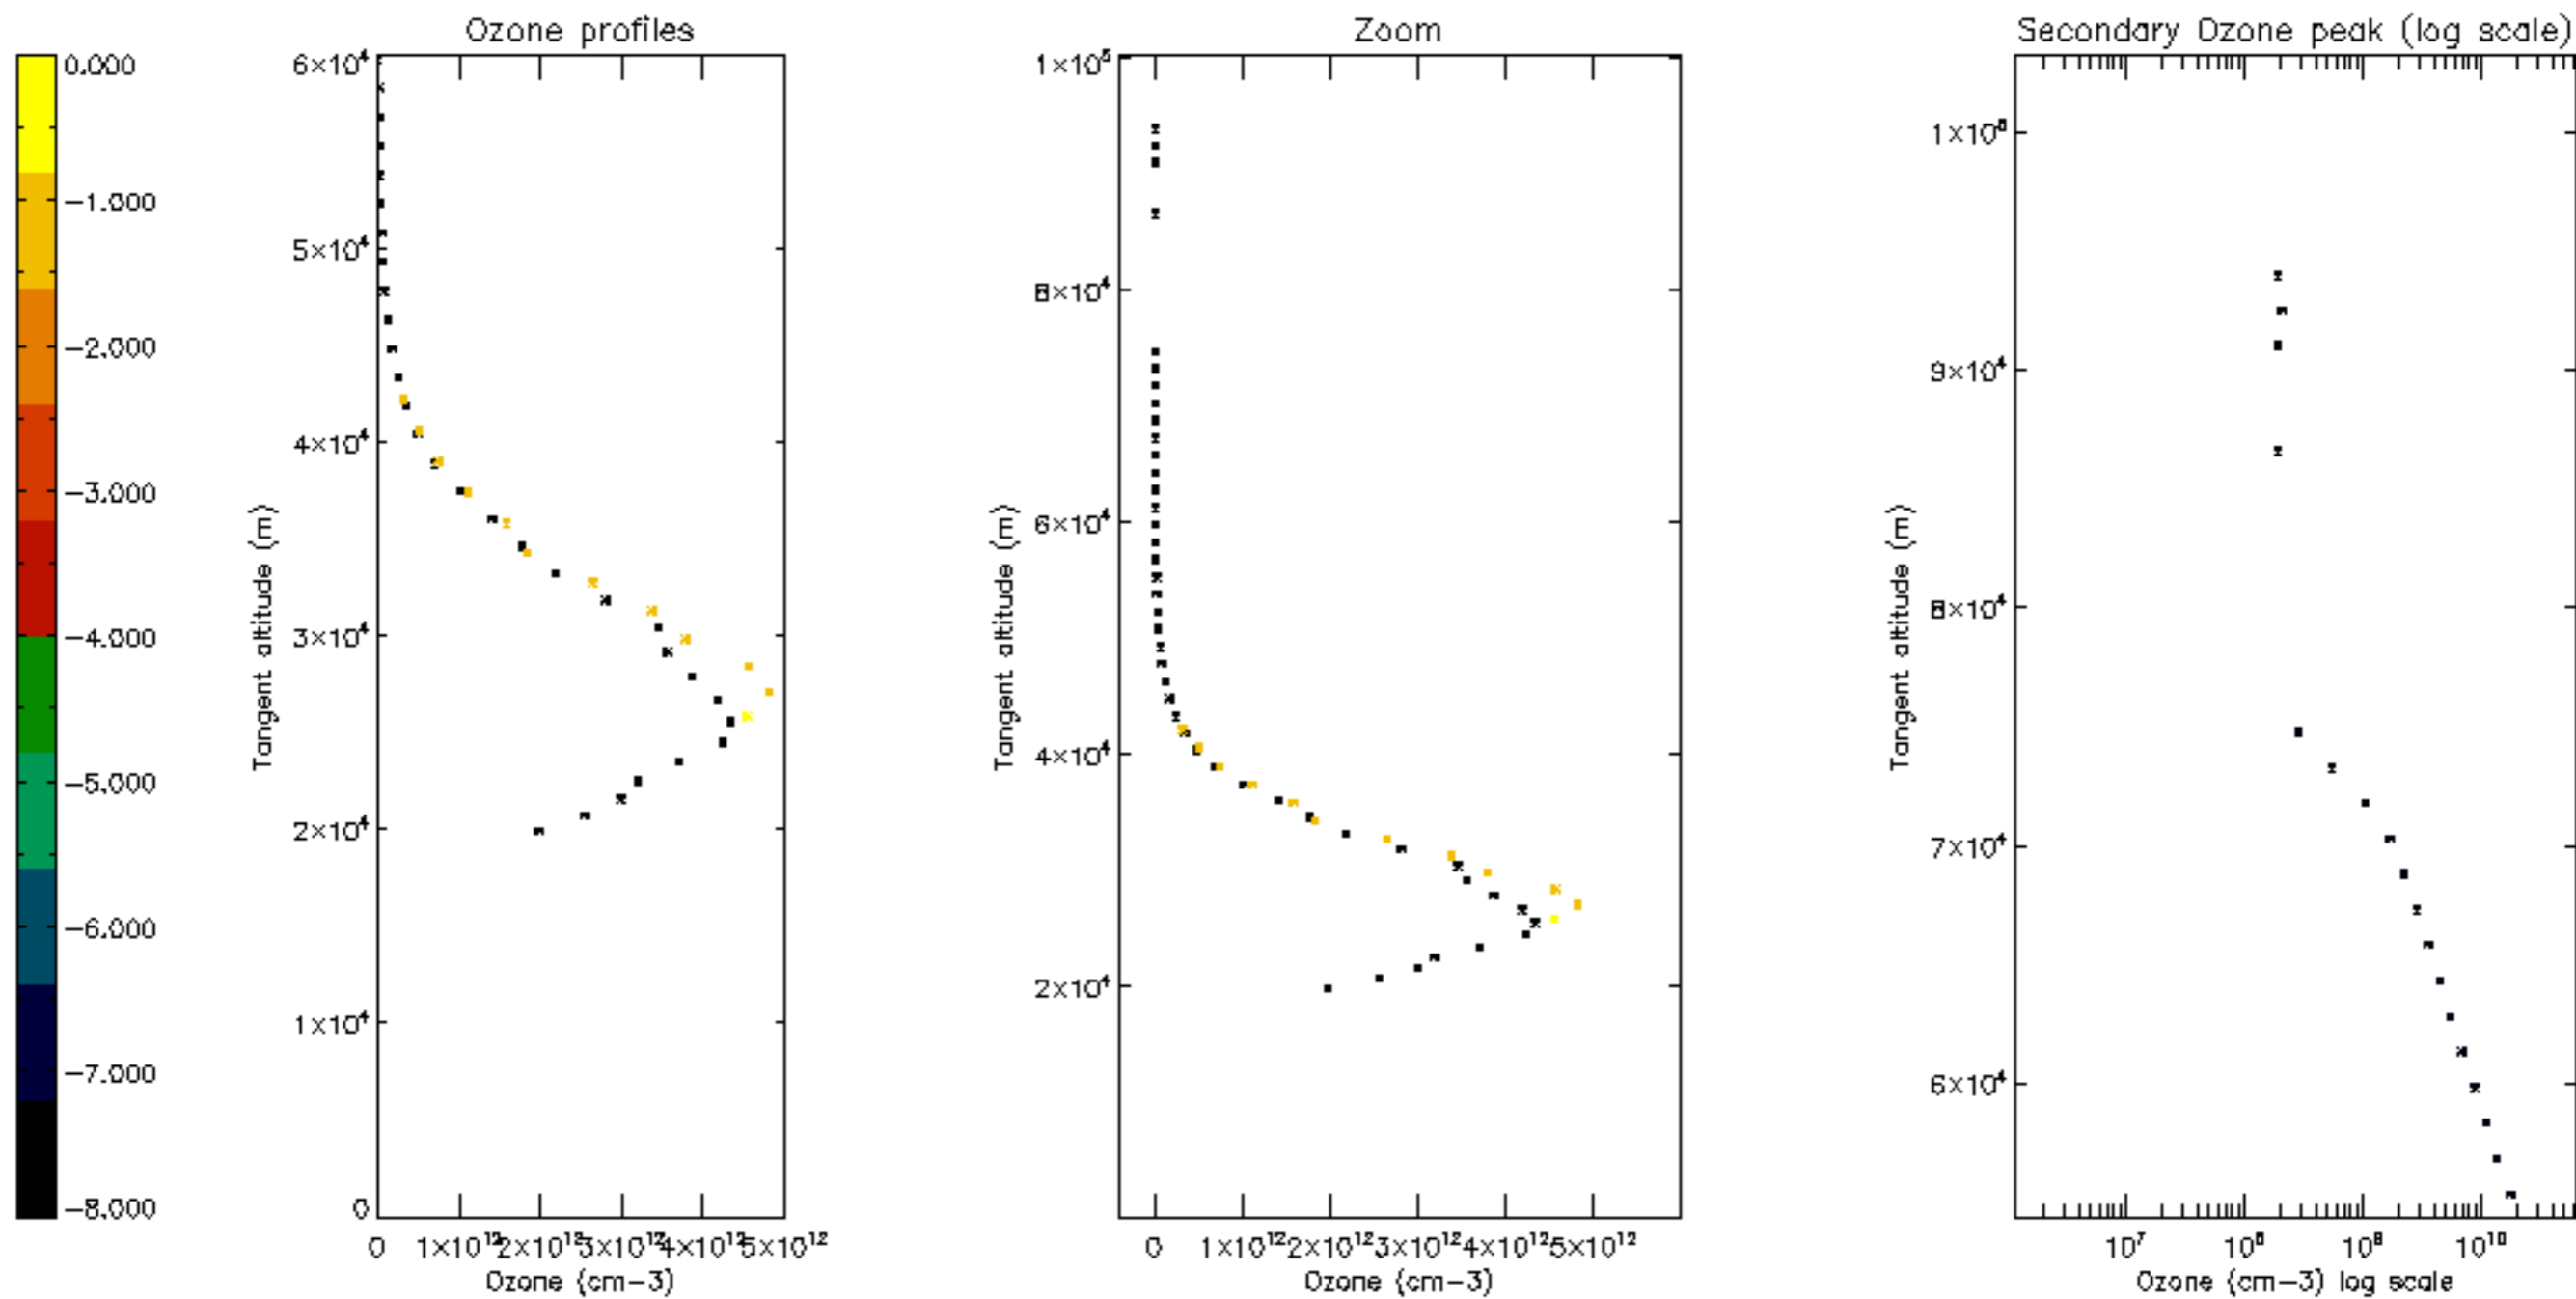 Ozone profiles
Zoom
Secondary Ozone peak (log scale)
0.000
−1.000
−2.000
−3.000
−4.000
−5.000
−6.000
−7.000
−8.000
Tangent altitude (m)
6×10⁴
5×10⁴
4×10⁴
3×10⁴
2×10⁴
1×10⁴
0
0 1×10¹² 2×10¹² 3×10¹² 4×10¹² 5×10¹²
Ozone (cm−3)
Tangent altitude (m)
1×10⁵
8×10⁴
6×10⁴
4×10⁴
2×10⁴
0 1×10¹² 2×10¹² 3×10¹² 4×10¹² 5×10¹²
Ozone (cm−3)
Tangent altitude (m)
1×10⁵
9×10⁴
8×10⁴
7×10⁴
6×10⁴
10⁷ 10⁸ 10⁹ 10¹⁰
Ozone (cm−3) log scale